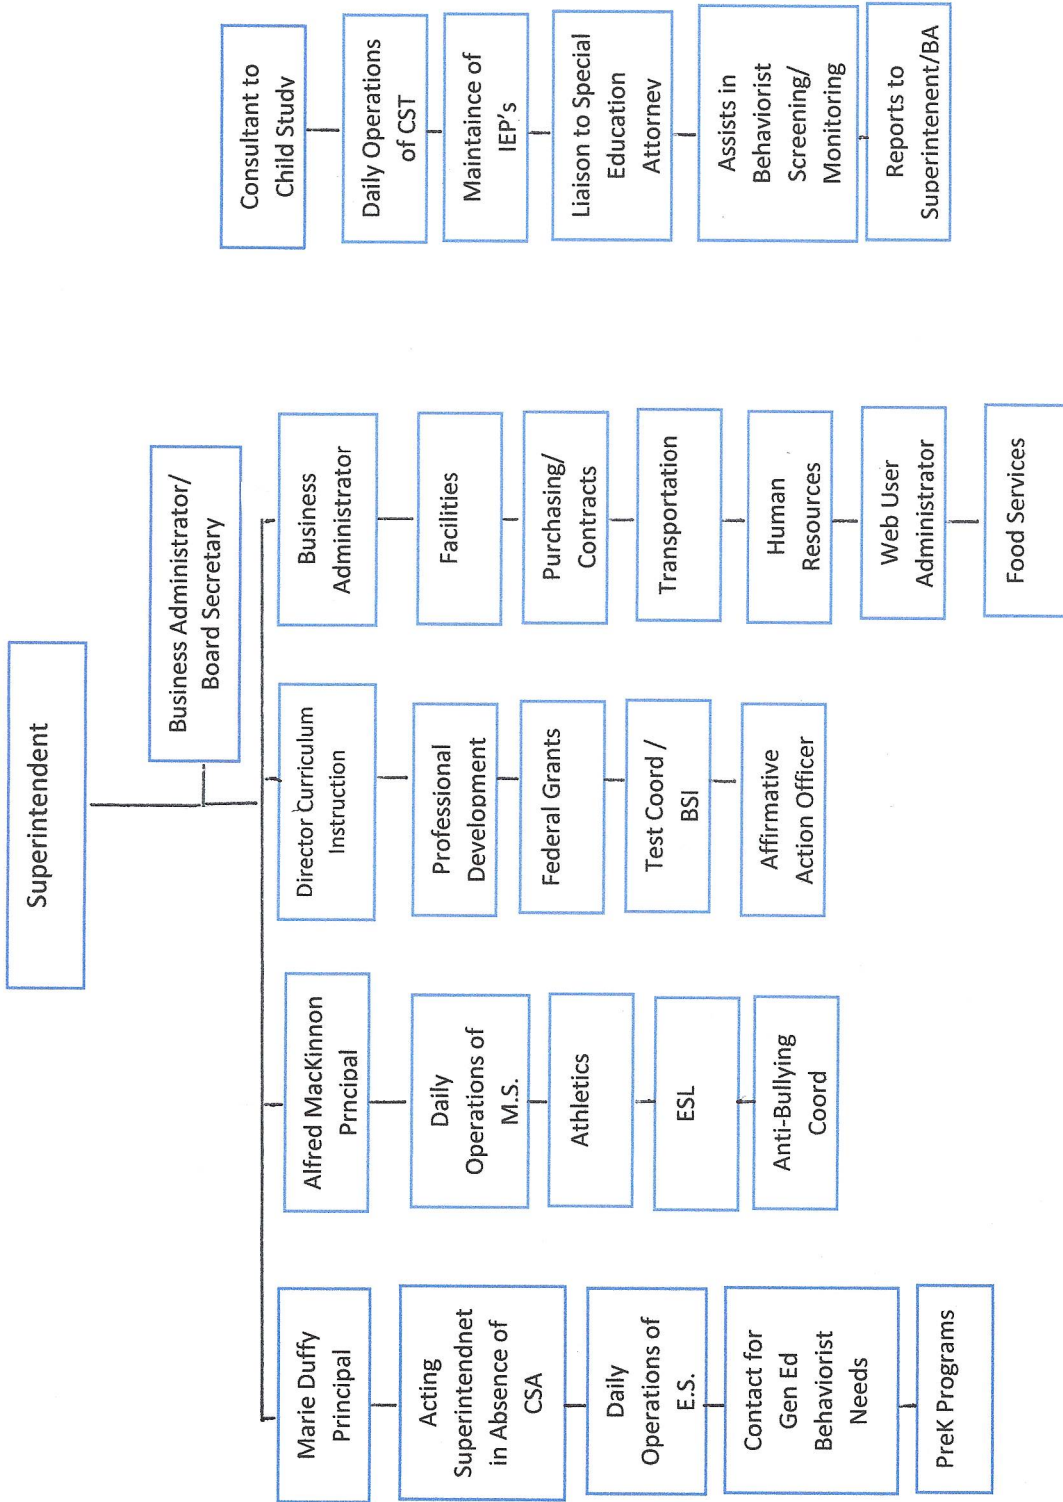 Superintendent
Business Administrator/
Board Secretary
Marie Duffy
Principal
Acting
Superintendnet
in Absence of
CSA
Daily
Operations of
E.S.
Contact for
Gen Ed
Behaviorist
Needs
PreK Programs
Alfred MacKinnon
Prncipal
Daily
Operations of
M.S.
Athletics
ESL
Anti-Bullying
Coord
Director Curriculum
Instruction
Professional
Development
Federal Grants
Test Coord /
BSI
Affirmative
Action Officer
Business
Administrator
Facilities
Purchasing/
Contracts
Transportation
Human
Resources
Web User
Administrator
Food Services
Consultant to
Child Study
Daily Operations
of CST
Maintaince of
IEP's
Liaison to Special
Education
Attorney
Assists in
Behaviorist
Screening/
Monitoring
Reports to
Superintenent/BA